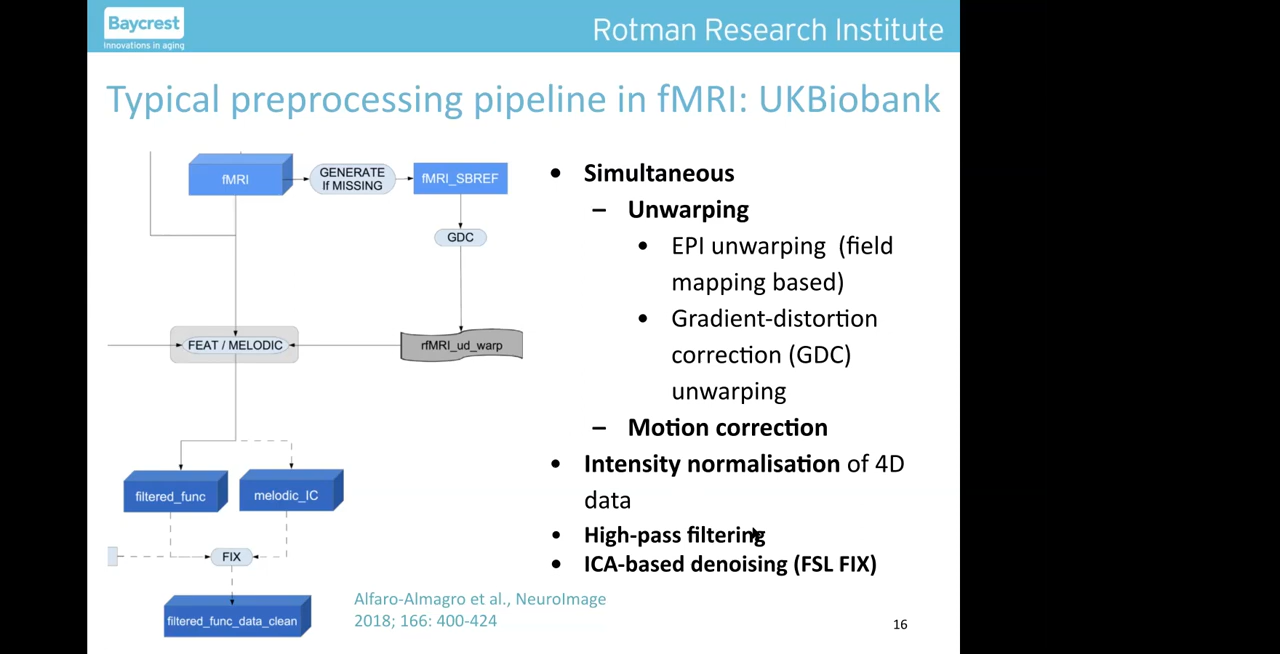 Baycrest
Innovations in aging
Rotman Research Institute
Typical preprocessing pipeline in fMRI: UKBiobank
fMRI
GENERATE
If MISSING
fMRI_SBREF
GDC
FEAT / MELODIC
rfMRI_ud_warp
filtered_func
melodic_IC
FIX
filtered_func_data_clean
• Simultaneous
– Unwarping
• EPI unwarping (field
mapping based)
• Gradient-distortion
correction (GDC)
unwarping
– Motion correction
• Intensity normalisation of 4D
data
• High-pass filtering
• ICA-based denoising (FSL FIX)
Alfaro-Almagro et al., NeuroImage
2018; 166: 400-424
16